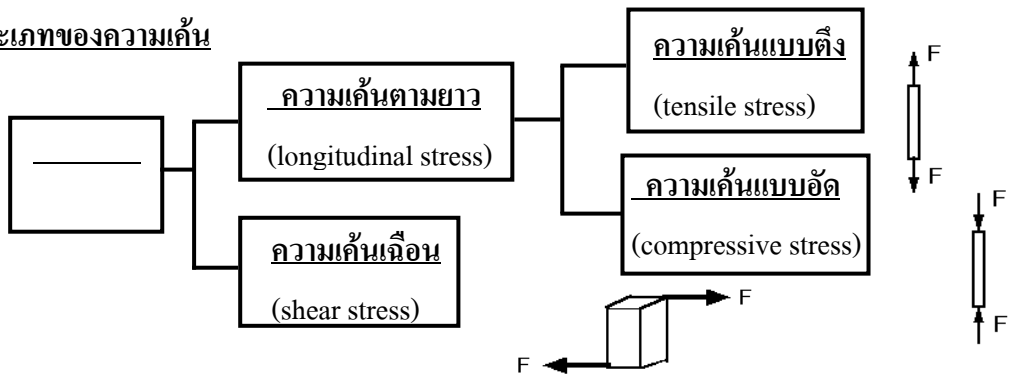 ะเภทของความเค้น
ความเค้นตามยาว
(longitudinal stress)
ความเค้นเฉือน
(shear stress)
ความเค้นแบบตึง
(tensile stress)
ความเค้นแบบอัด
(compressive stress)
F
F
F
F
F
F